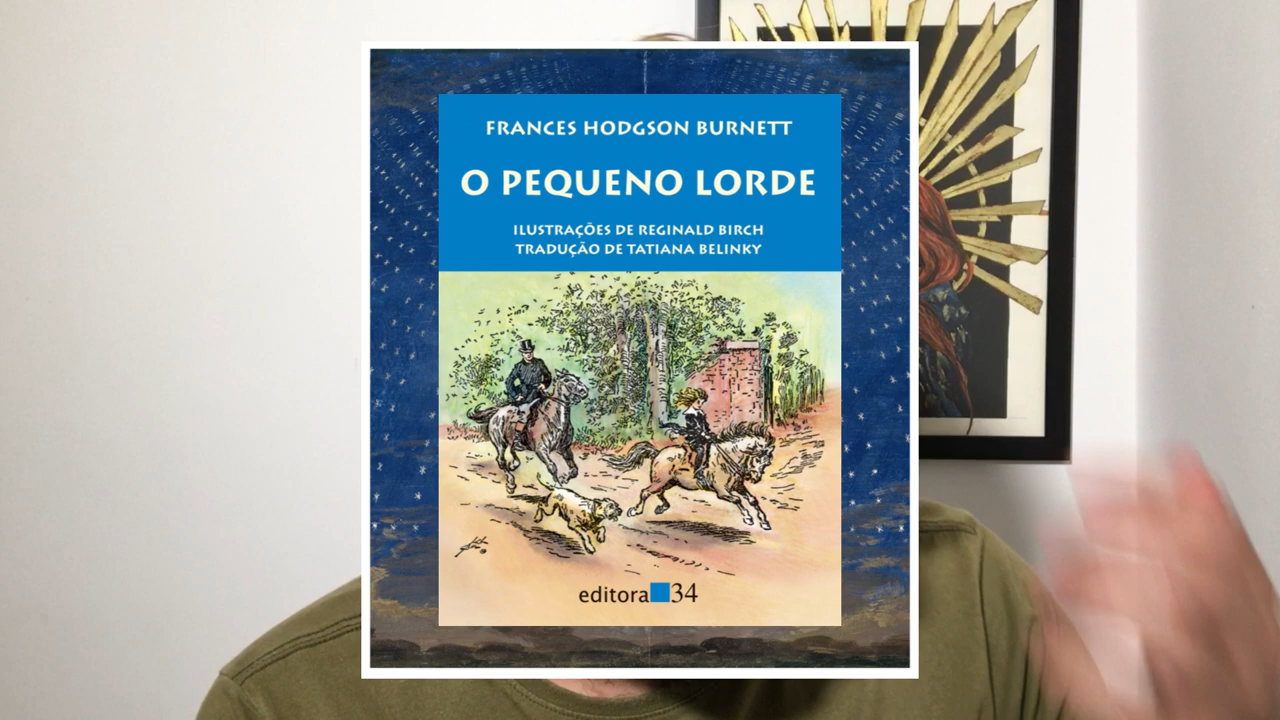 FRANCES HODGSON BURNETT
O PEQUENO LORDE
ILUSTRAÇÕES DE REGINALD BIRCH
TRADUÇÃO DE TATIANA BELINKY
editora 34